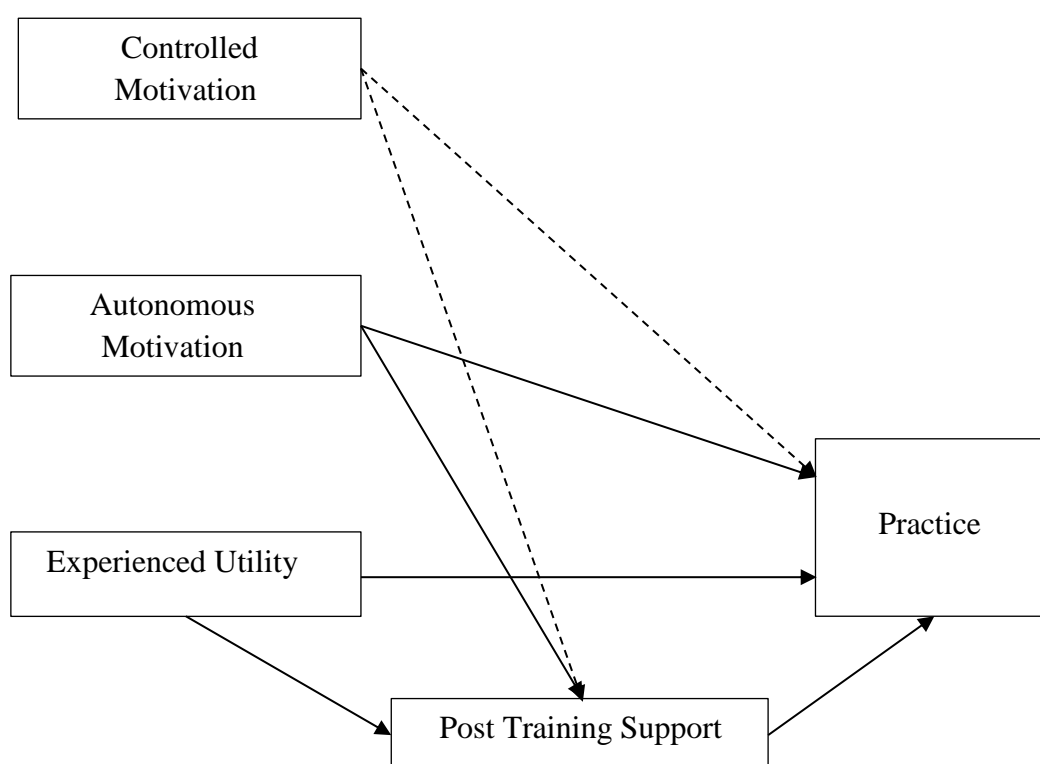 Controlled
Motivation
Autonomous
Motivation
Experienced Utility
Practice
Post Training Support